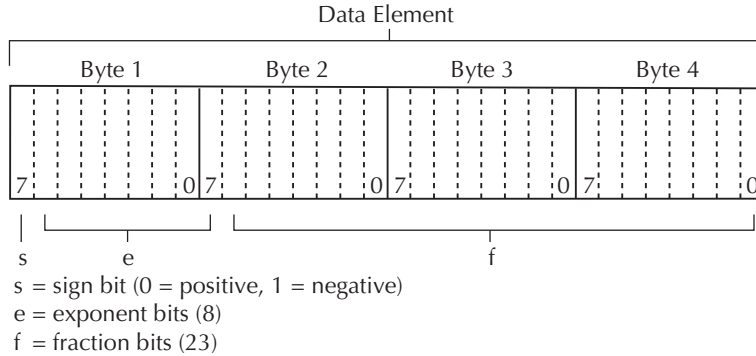 Data Element
Byte 1 Byte 2 Byte 3 Byte 4
7 0 7 0 7 0 7 0
s e f
s = sign bit (0 = positive, 1 = negative)
e = exponent bits (8)
f = fraction bits (23)